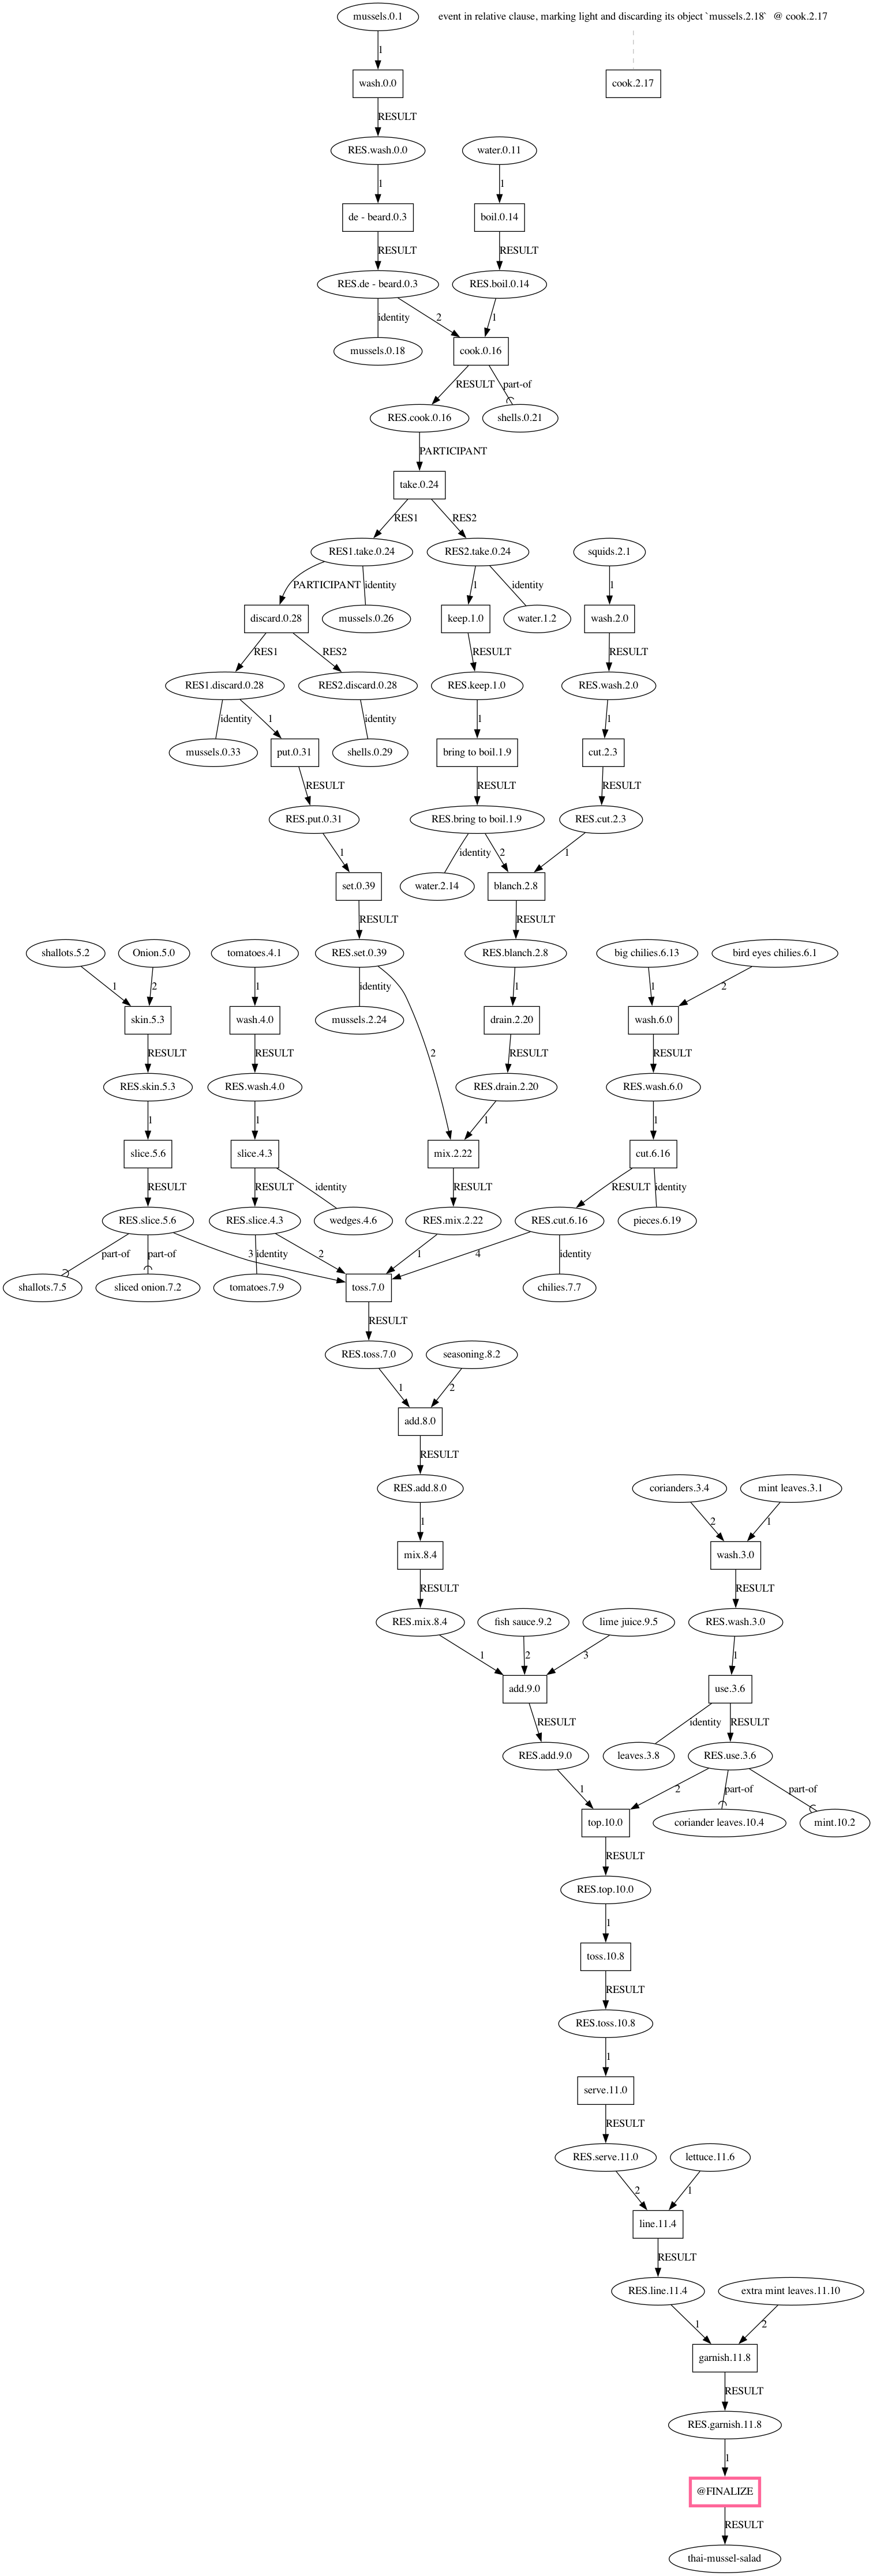 mussels.0.1
event in relative clause, marking light and discarding its object `mussels.2.18`  @ cook.2.17
1
wash.0.0
cook.2.17
RESULT
RES.wash.0.0
water.0.11
1
1
de - beard.0.3
boil.0.14
RESULT
RESULT
RES.de - beard.0.3
RES.boil.0.14
identity
2
1
mussels.0.18
cook.0.16
RESULT
part-of
RES.cook.0.16
shells.0.21
PARTICIPANT
take.0.24
RES1
RES2
RES1.take.0.24
RES2.take.0.24
squids.2.1
PARTICIPANT
identity
1
identity
1
discard.0.28
mussels.0.26
keep.1.0
water.1.2
wash.2.0
RES1
RES2
RESULT
RESULT
RES1.discard.0.28
RES2.discard.0.28
RES.keep.1.0
RES.wash.2.0
identity
1
identity
1
1
mussels.0.33
put.0.31
shells.0.29
bring to boil.1.9
cut.2.3
RESULT
RESULT
RESULT
RES.put.0.31
RES.bring to boil.1.9
RES.cut.2.3
1
identity
2
1
set.0.39
water.2.14
blanch.2.8
RESULT
RESULT
shallots.5.2
Onion.5.0
tomatoes.4.1
RES.set.0.39
RES.blanch.2.8
big chilies.6.13
bird eyes chilies.6.1
1
2
1
identity
1
1
2
skin.5.3
wash.4.0
mussels.2.24
drain.2.20
wash.6.0
RESULT
RESULT
2
RESULT
RESULT
RES.skin.5.3
RES.wash.4.0
RES.drain.2.20
RES.wash.6.0
1
1
1
1
slice.5.6
slice.4.3
mix.2.22
cut.6.16
RESULT
RESULT
identity
RESULT
RESULT
identity
RES.slice.5.6
RES.slice.4.3
wedges.4.6
RES.mix.2.22
RES.cut.6.16
pieces.6.19
part-of
part-of
3
identity
2
1
4
identity
shallots.7.5
sliced onion.7.2
tomatoes.7.9
toss.7.0
chilies.7.7
RESULT
RES.toss.7.0
seasoning.8.2
1
2
add.8.0
RESULT
RES.add.8.0
corianders.3.4
mint leaves.3.1
1
2
1
mix.8.4
wash.3.0
RESULT
RESULT
RES.mix.8.4
fish sauce.9.2
lime juice.9.5
RES.wash.3.0
1
2
3
1
add.9.0
use.3.6
RESULT
identity
RESULT
RES.add.9.0
leaves.3.8
RES.use.3.6
1
2
part-of
part-of
top.10.0
coriander leaves.10.4
mint.10.2
RESULT
RES.top.10.0
1
toss.10.8
RESULT
RES.toss.10.8
1
serve.11.0
RESULT
RES.serve.11.0
lettuce.11.6
2
1
line.11.4
RESULT
RES.line.11.4
extra mint leaves.11.10
1
2
garnish.11.8
RESULT
RES.garnish.11.8
1
@FINALIZE
RESULT
thai-mussel-salad